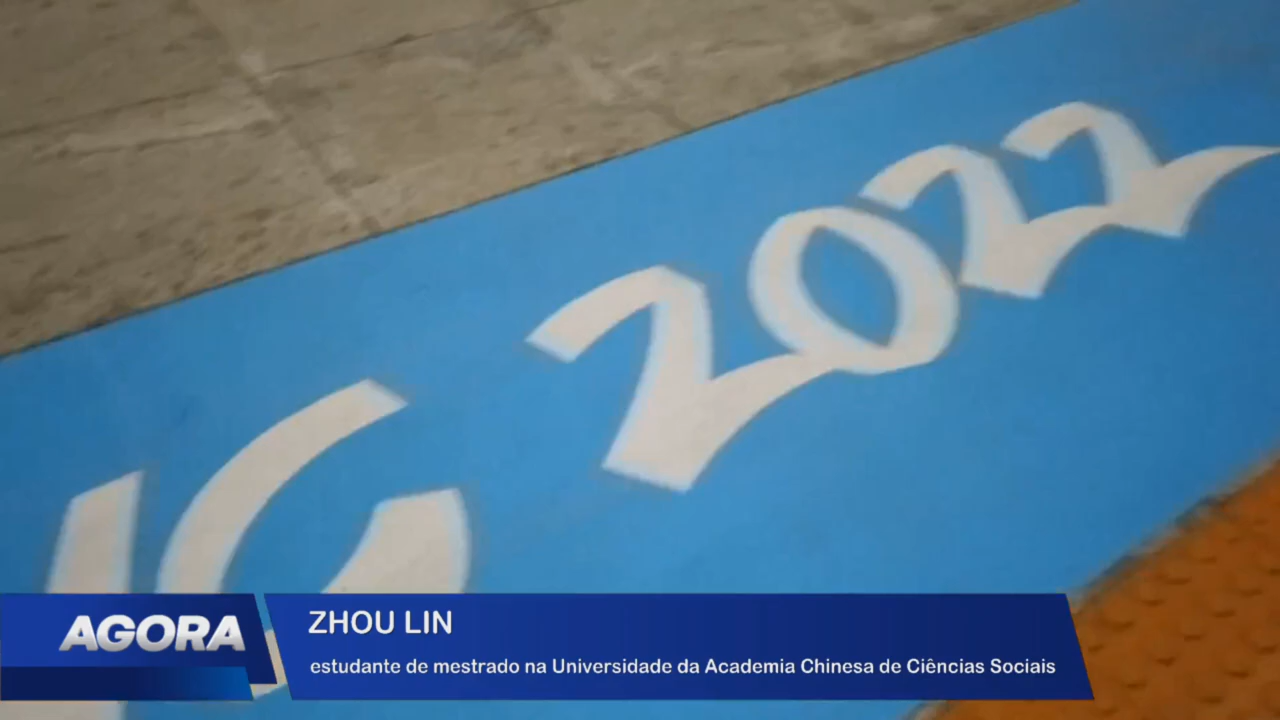 G 2022
AGORA
ZHOU LIN
estudante de mestrado na Universidade da Academia Chinesa de Ciências Sociais